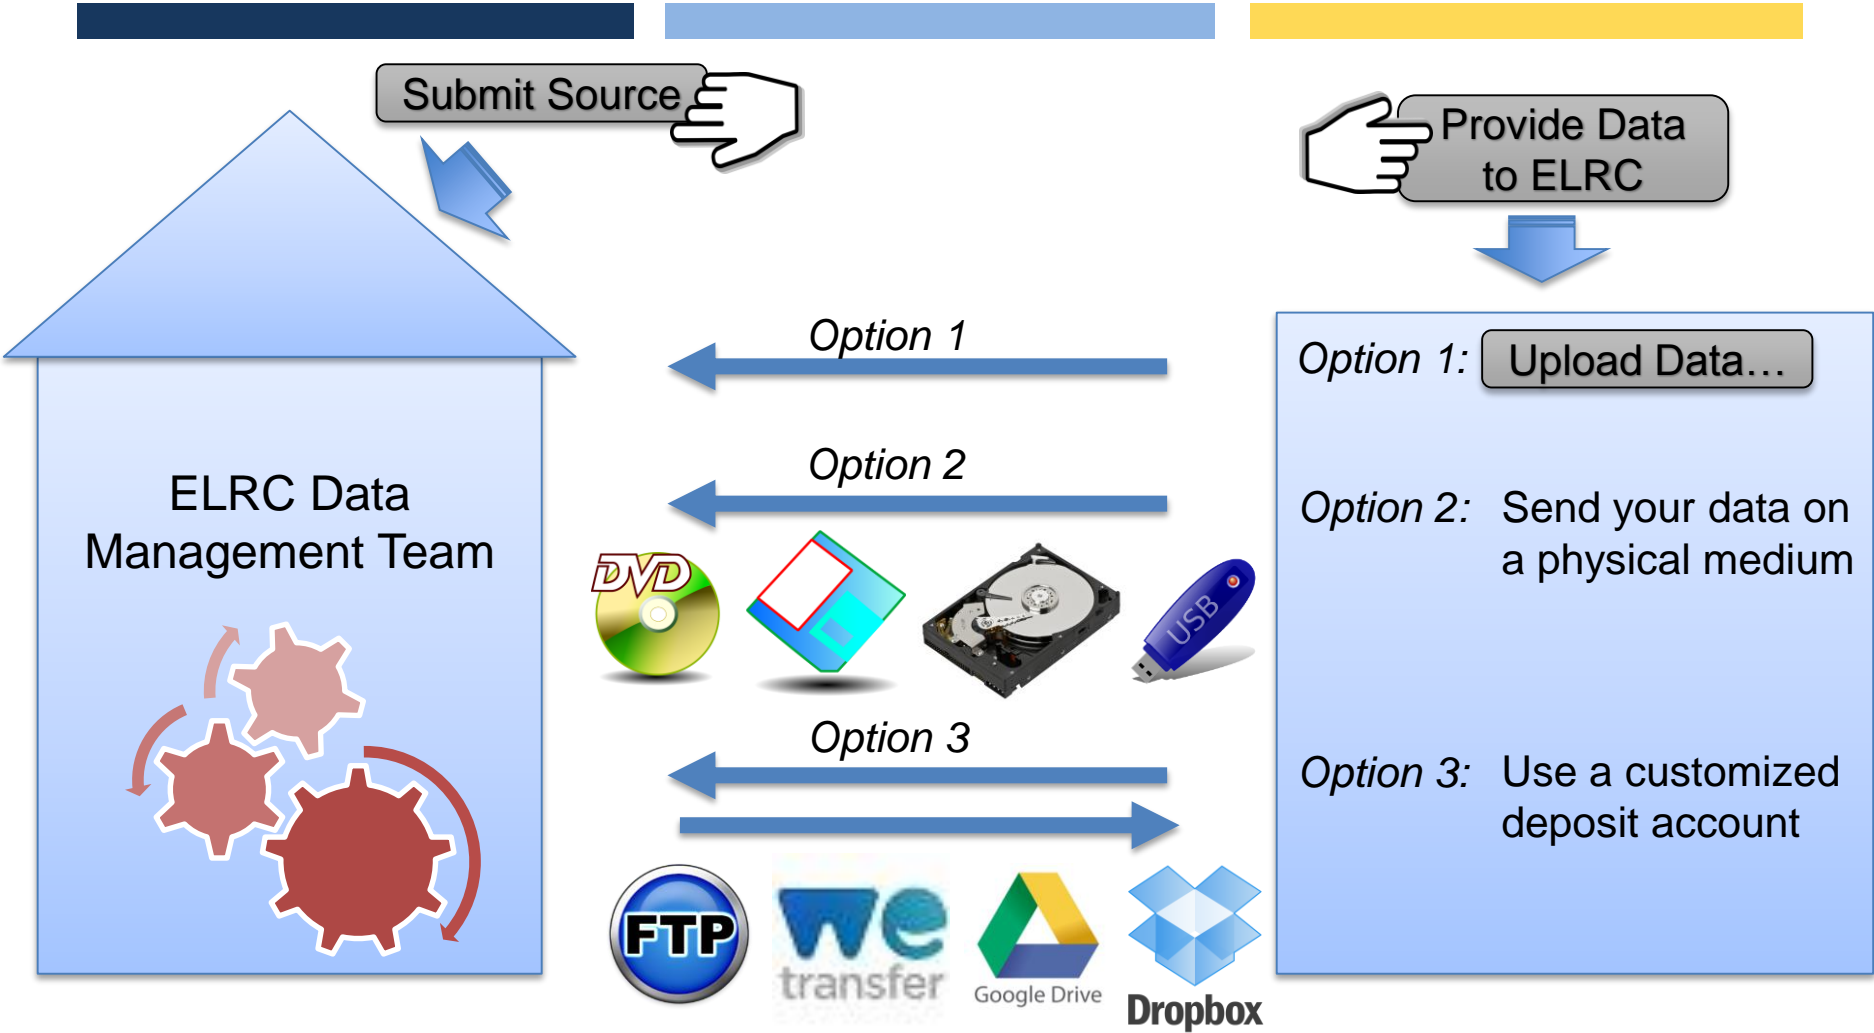 Submit Source
Provide Data
to ELRC
Option 1
Option 1:
Upload Data…
ELRC Data
Management Team
Option 2
Option 2:
Send your data on
a physical medium
DVD
USB
Option 3
Option 3:
Use a customized
deposit account
FTP
we
transfer
Google Drive
Dropbox